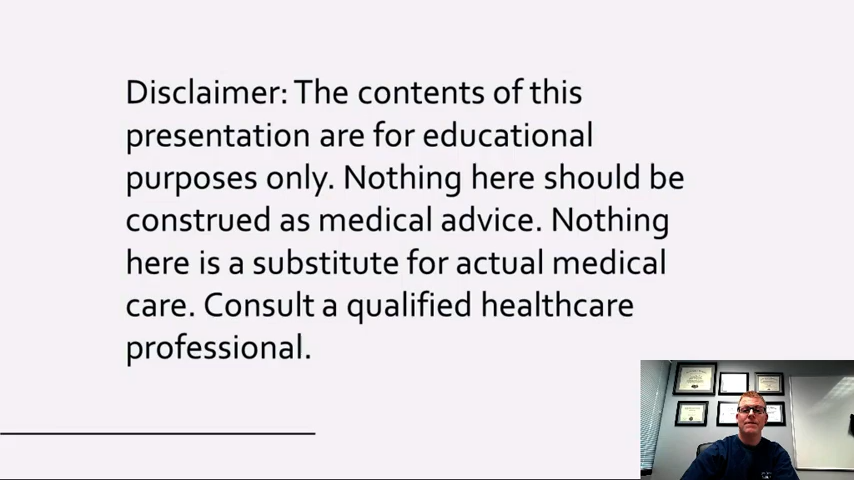 Disclaimer: The contents of this
presentation are for educational
purposes only. Nothing here should be
construed as medical advice. Nothing
here is a substitute for actual medical
care. Consult a qualified healthcare
professional.